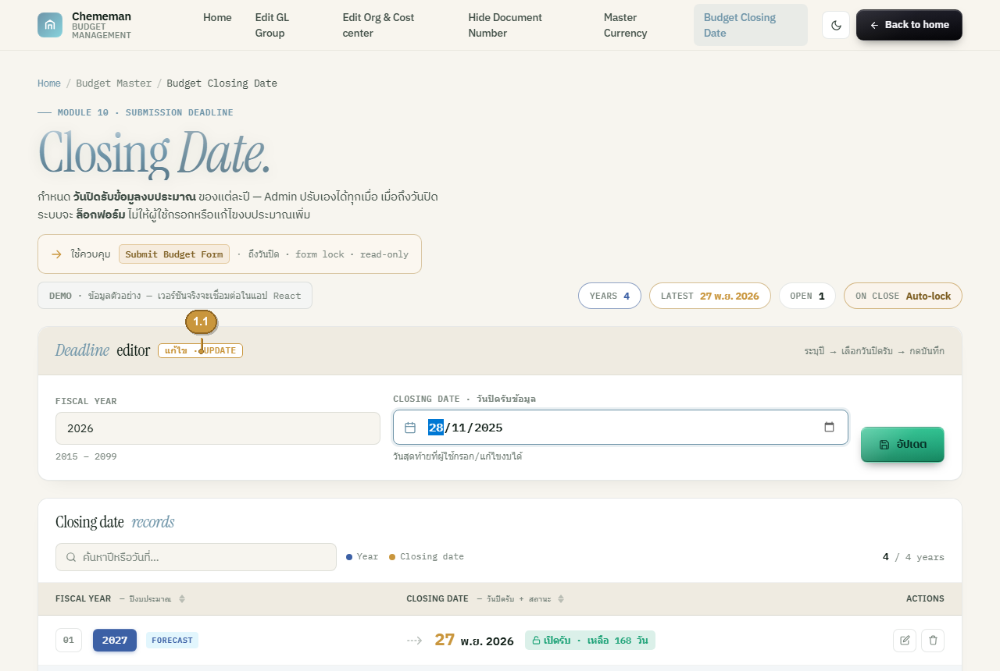 Chememan
BUDGET
MANAGEMENT
Home
Edit GL
Group
Edit Org & Cost
center
Hide Document
Number
Master
Currency
Budget Closing
Date
Back to home
Home / Budget Master / Budget Closing Date
MODULE 10 · SUBMISSION DEADLINE
Closing Date.
กำหนด วันปิดรับข้อมูลงบประมาณ ของแต่ละปี — Admin ปรับเองได้ทุกเมื่อ เมื่อถึงวันปิด
ระบบจะ ล็อกฟอร์ม ไม่ให้ผู้ใช้กรอกหรือแก้ไขงบประมาณเพิ่ม
ใช้ควบคุม Submit Budget Form · ถึงวันปิด · form lock · read-only
DEMO · ข้อมูลตัวอย่าง — เวอร์ชันจริงจะเชื่อมต่อในแอป React
YEARS 4
LATEST 27 พ.ย. 2026
OPEN 1
ON CLOSE Auto-lock
1.1
Deadline editor แก้ไข · UPDATE
ระบุปี → เลือกวันปิดรับ → กดบันทึก
FISCAL YEAR
CLOSING DATE · วันปิดรับข้อมูล
2026
28/11/2025
อัปเดต
2015 – 2099
วันสุดท้ายที่ผู้ใช้กรอก/แก้ไขงบได้
Closing date records
ค้นหาปีหรือวันที่...
Year
Closing date
4 / 4 years
FISCAL YEAR — ปีงบประมาณ
CLOSING DATE — วันปิดรับ + สถานะ
ACTIONS
01 2027 FORECAST
27 พ.ย. 2026
เปิดรับ · เหลือ 168 วัน